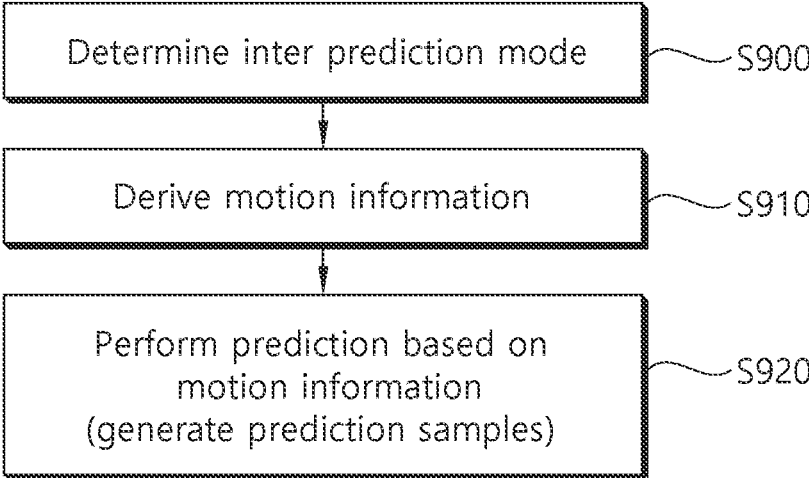 Determine inter prediction mode
S900
Derive motion information
S910
Perform prediction based on
motion information
(generate prediction samples)
S920